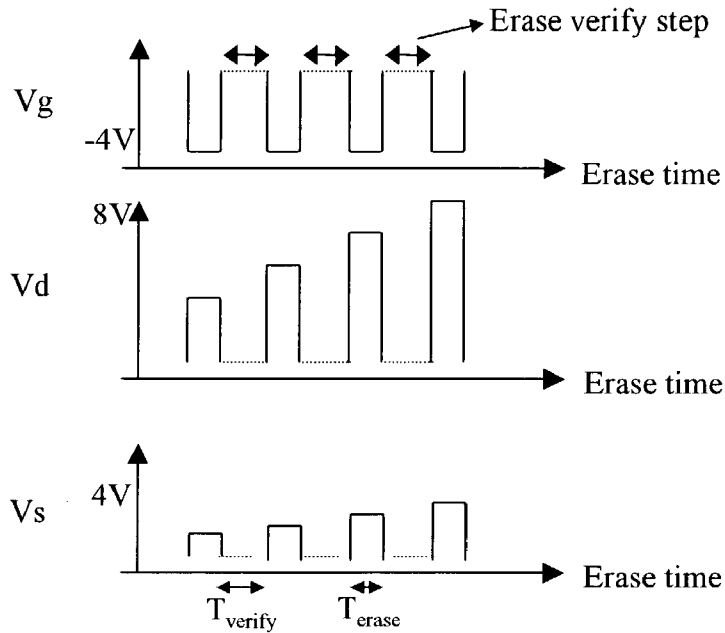 Erase verify step
Vg
-4V
Erase time
8V
Vd
Erase time
4V
Vs
Erase time
Tverify
Terase